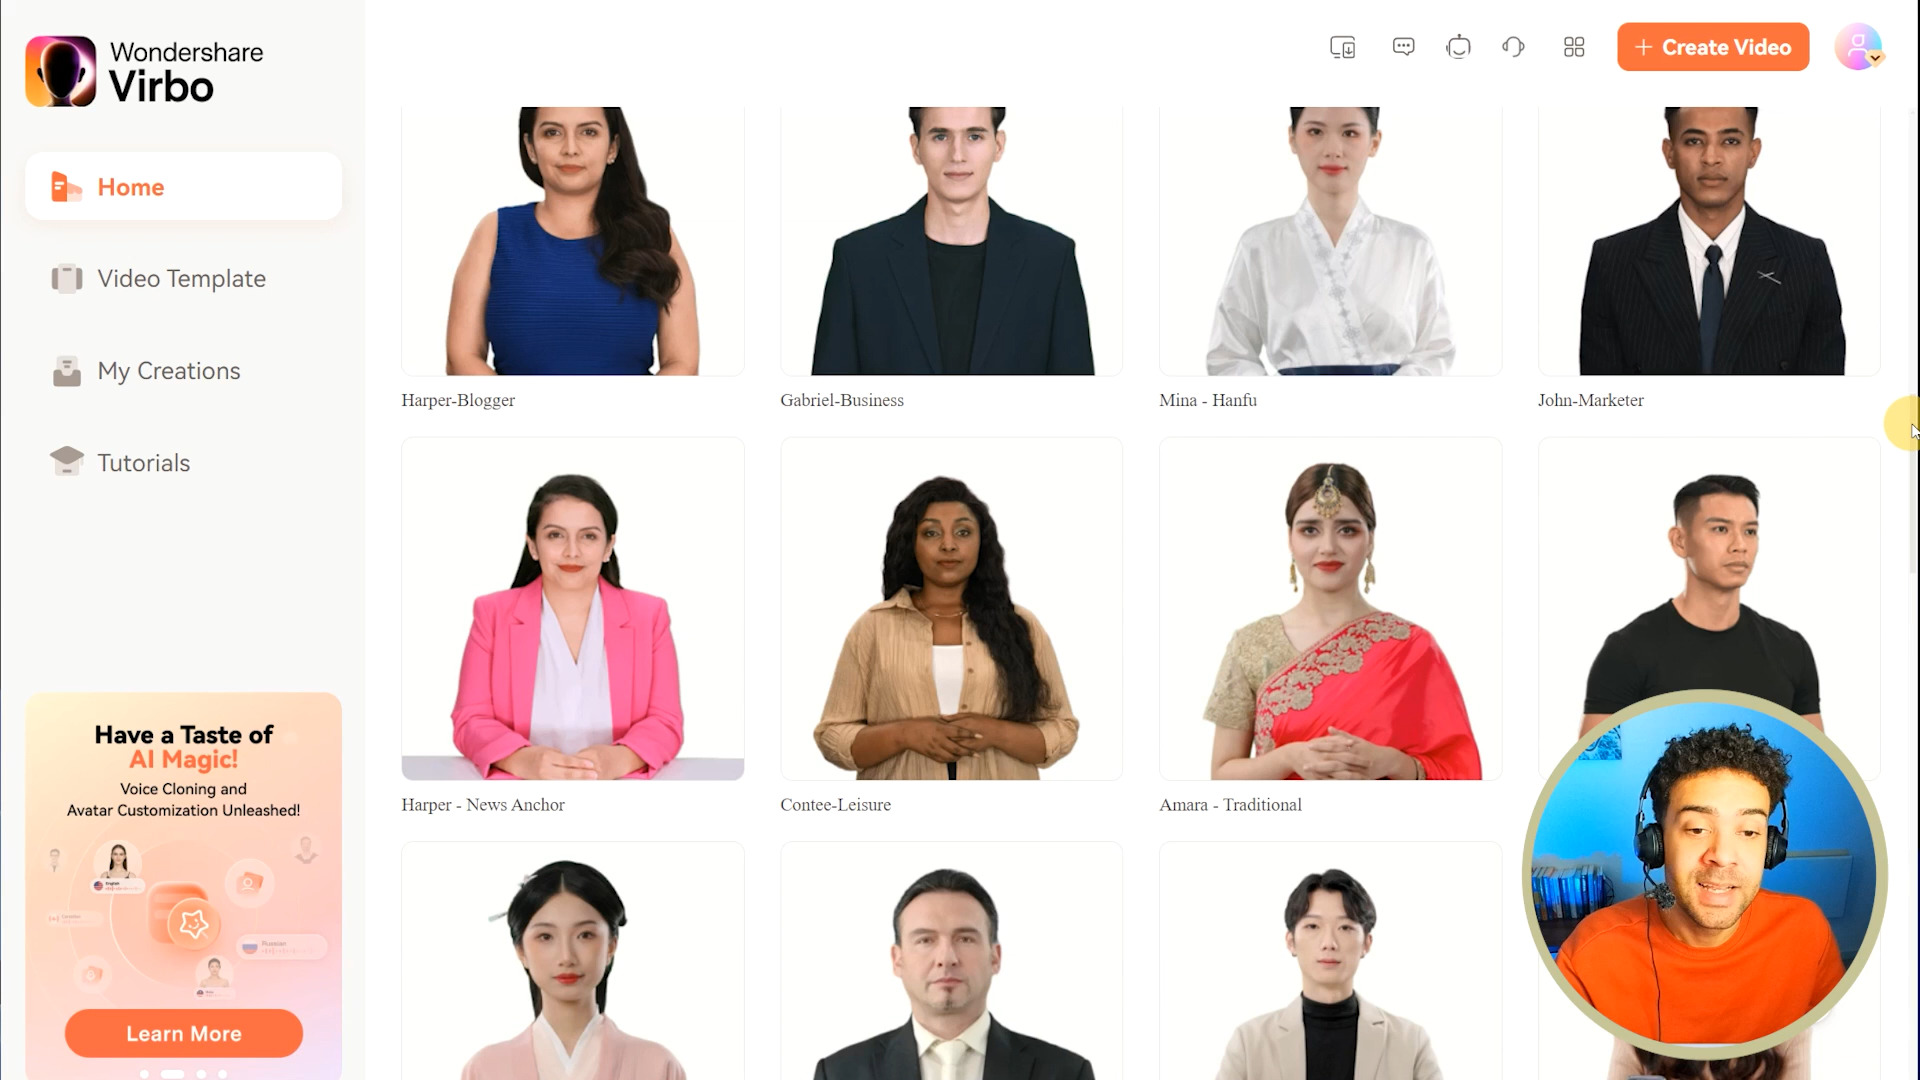 Wondershare
Virbo
Home
Video Template
My Creations
Tutorials
Create Video
Harper-Blogger
Gabriel-Business
Mina - Hanfu
John-Marketer
Harper - News Anchor
Contee-Leisure
Amara - Traditional
Have a Taste of
AI Magic!
Voice Cloning and
Avatar Customization Unleashed!
English
Russian
Learn More